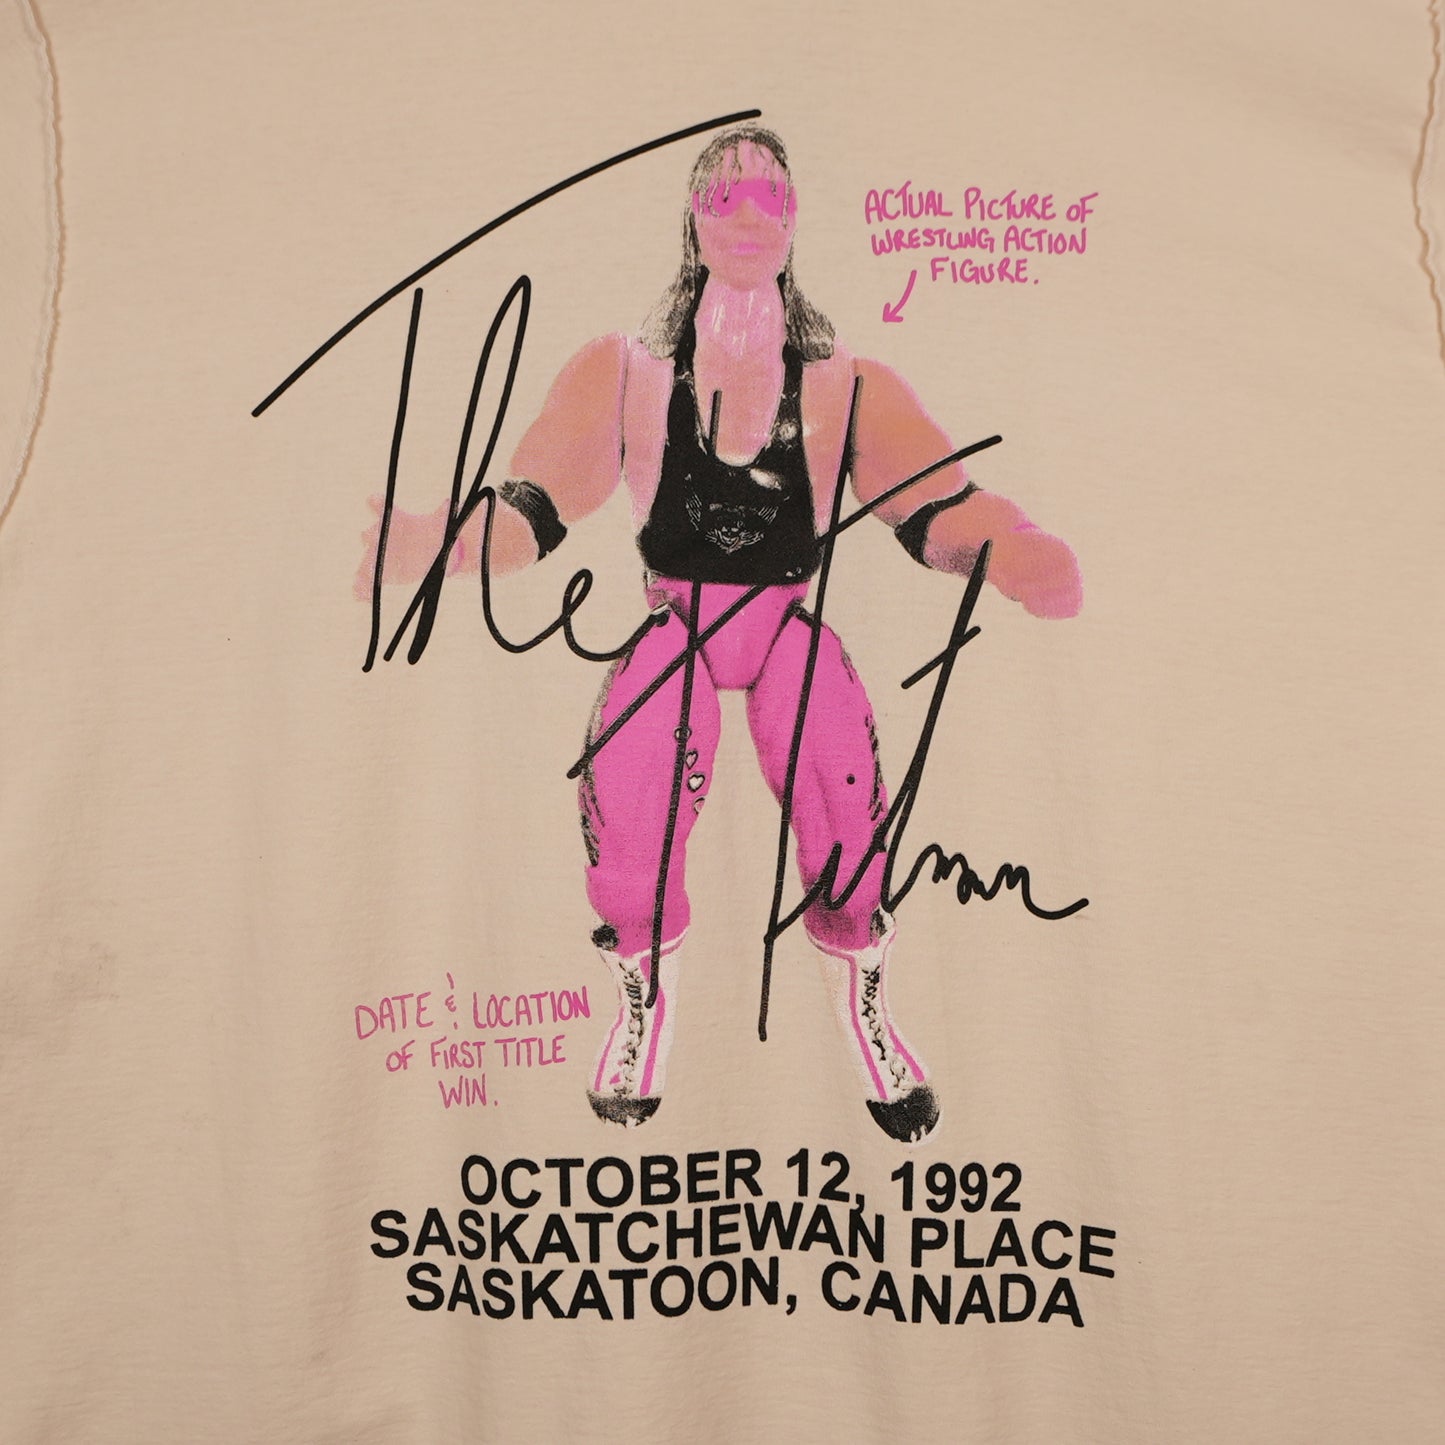 The
Hitman
ACTUAL PICTURE OF
WRESTLING ACTION
FIGURE.
DATE & LOCATION
OF FIRST TITLE
WIN.
OCTOBER 12, 1992
SASKATCHEWAN PLACE
SASKATOON, CANADA